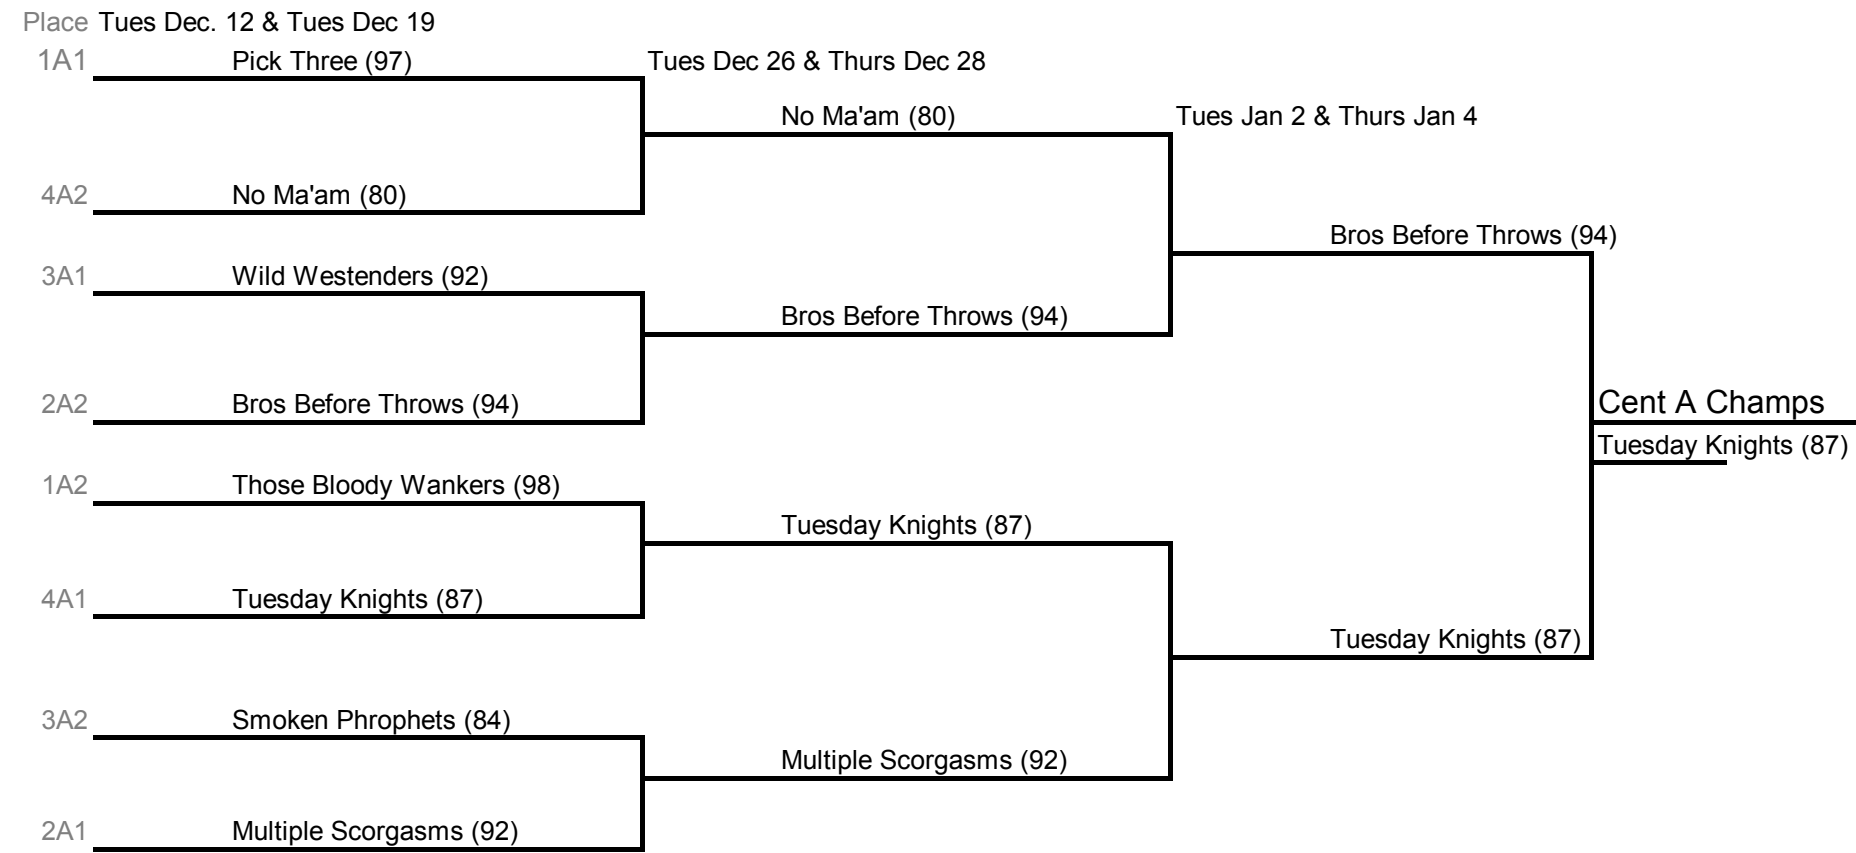 Place Tues Dec. 12 & Tues Dec 19
1A1 Pick Three (97) Tues Dec 26 & Thurs Dec 28
No Ma'am (80) Tues Jan 2 & Thurs Jan 4
4A2 No Ma'am (80)
Bros Before Throws (94)
3A1 Wild Westenders (92)
Bros Before Throws (94)
2A2 Bros Before Throws (94) Cent A Champs
Tuesday Knights (87)
1A2 Those Bloody Wankers (98)
Tuesday Knights (87)
4A1 Tuesday Knights (87)
Tuesday Knights (87)
3A2 Smoken Phrophets (84)
Multiple Scorgasms (92)
2A1 Multiple Scorgasms (92)